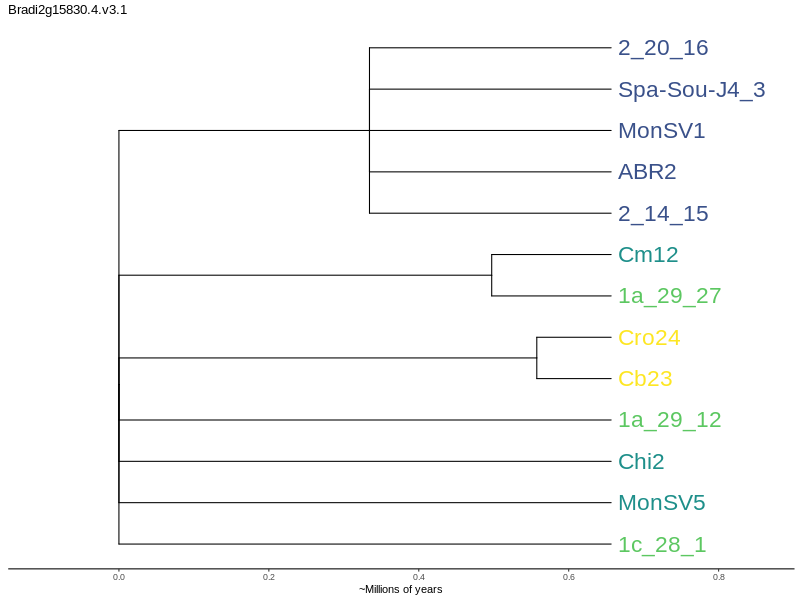 Bradi2g15830.4.v3.1
2_20_16
Spa-Sou-J4_3
MonSV1
ABR2
2_14_15
Cm12
1a_29_27
Cro24
Cb23
1a_29_12
Chi2
MonSV5
1c_28_1
0.0 0.2 0.4 0.6 0.8
~Millions of years